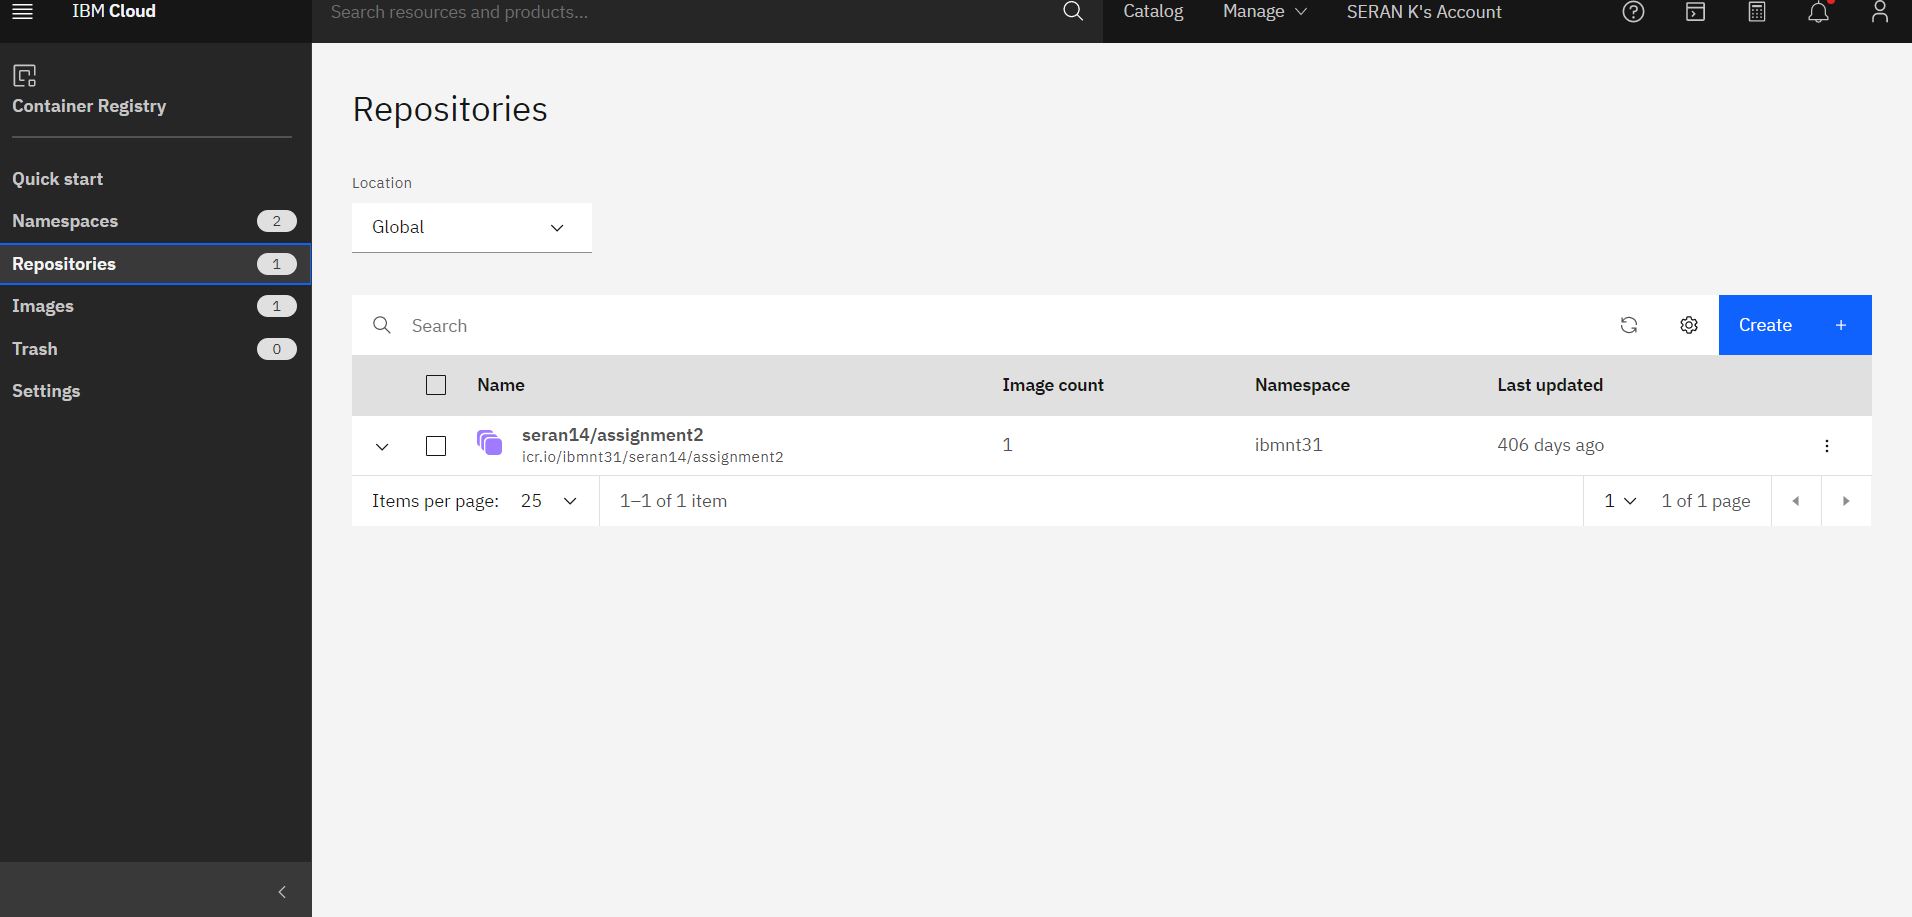 IBM Cloud
Search resources and products...
Catalog
Manage
SERAN K's Account
Container Registry
Quick start
Namespaces 2
Repositories 1
Images 1
Trash 0
Settings
Repositories
Location
Global
Search
Create +
Name Image count Namespace Last updated
seran14/assignment2 1 ibmnt31 406 days ago
icr.io/ibmnt31/seran14/assignment2
Items per page: 25 1–1 of 1 item 1 1 of 1 page